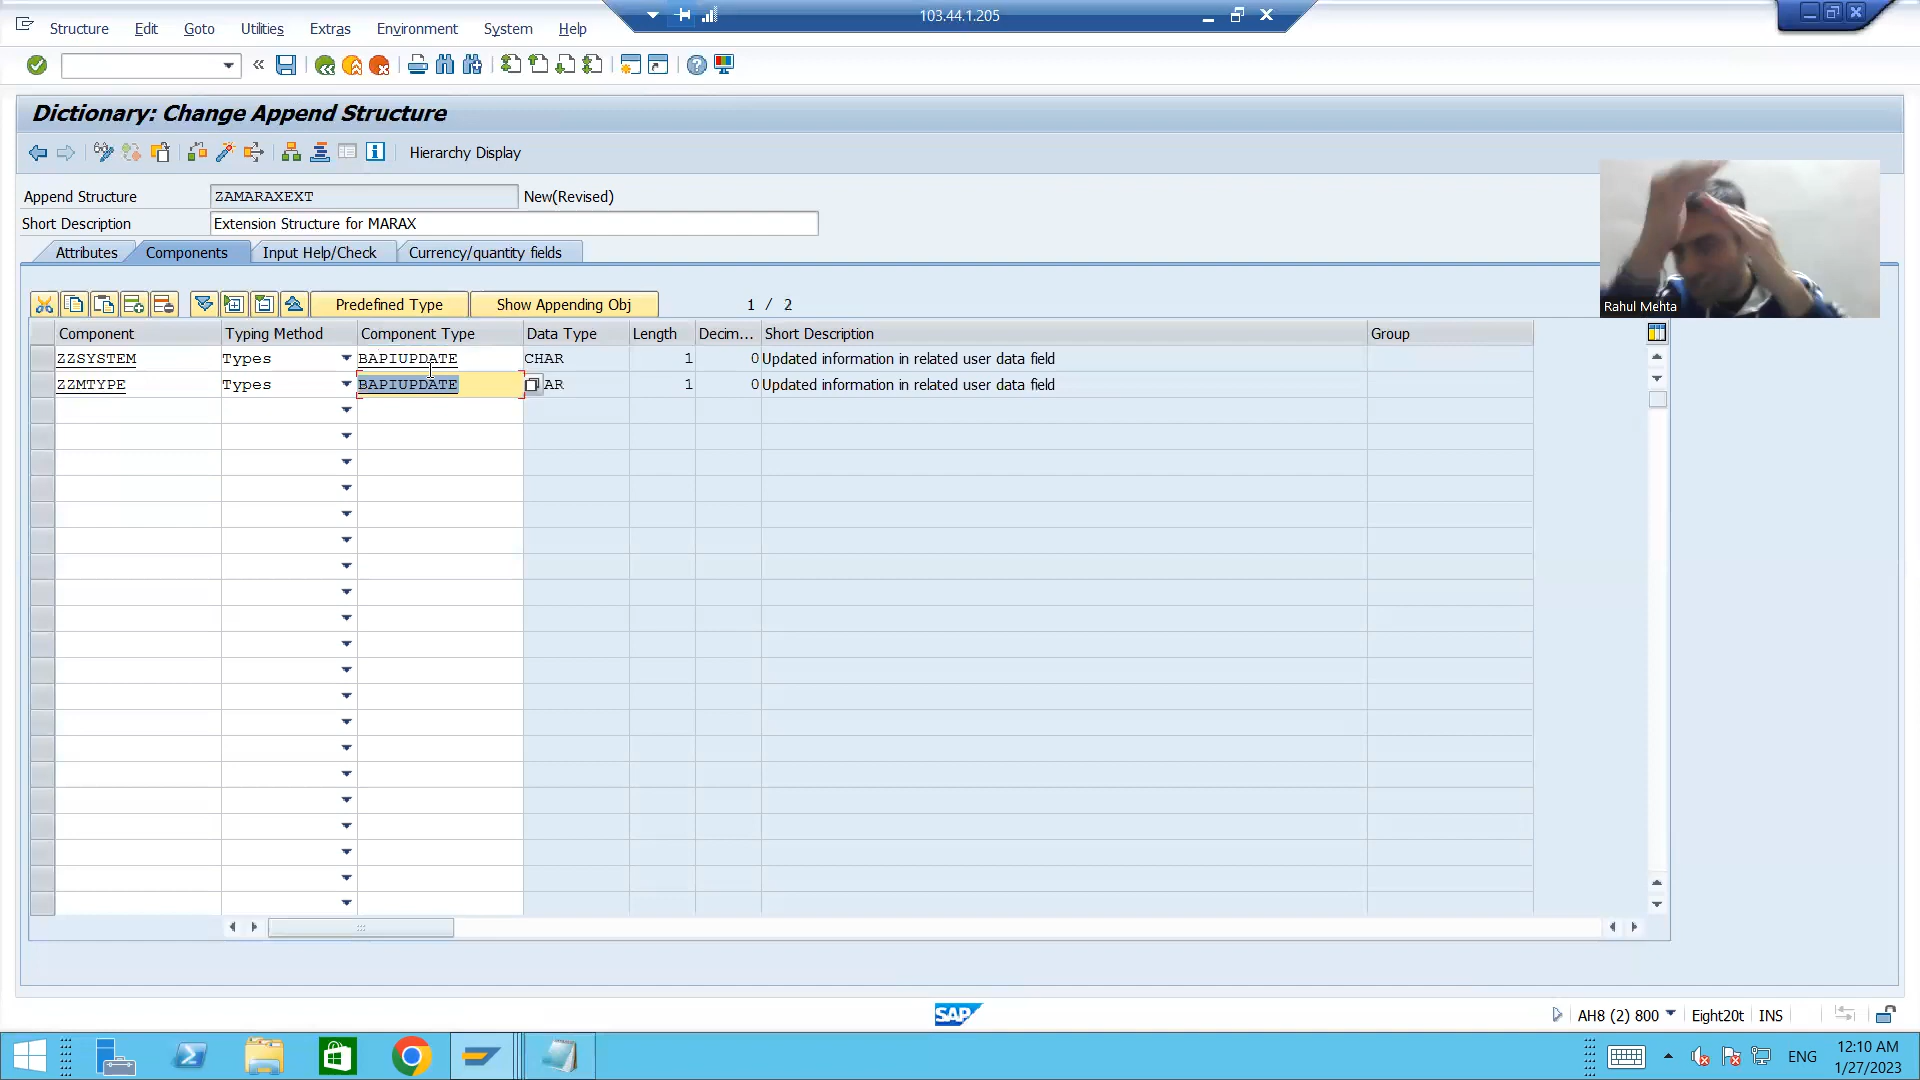 103.44.1.205
Structure Edit Goto Utilities Extras Environment System Help
Dictionary: Change Append Structure
Hierarchy Display
Append Structure ZAMARAXEXT New(Revised)
Short Description Extension Structure for MARAX
Attributes Components Input Help/Check Currency/quantity fields
Predefined Type Show Appending Obj 1 / 2
Component Typing Method Component Type Data Type Length Decim... Short Description Group
ZZSYSTEM Types BAPIUPDATE CHAR 1 0 Updated information in related user data field
ZZMTYPE Types BAPIUPDATE AR 1 0 Updated information in related user data field
Rahul Mehta
SAP
AH8 (2) 800 Eight20t INS
ENG
12:10 AM
1/27/2023